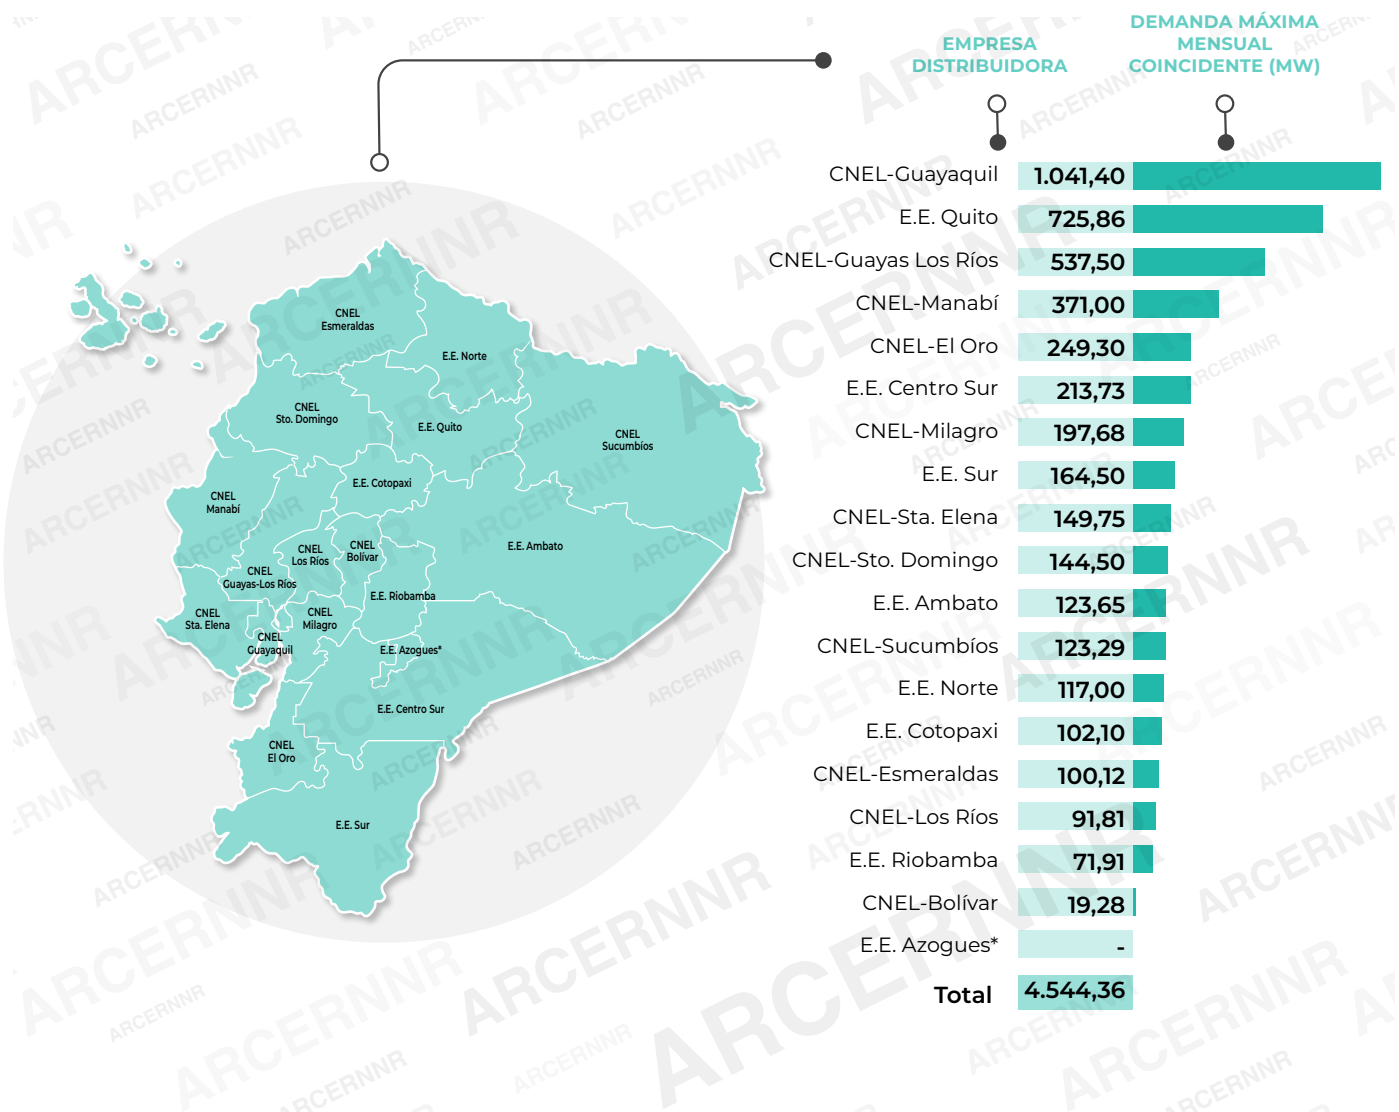 EMPRESA
DISTRIBUIDORA
DEMANDA MÁXIMA
MENSUAL
COINCIDENTE (MW)
CNEL-Guayaquil 1.041,40
E.E. Quito 725,86
CNEL-Guayas Los Ríos 537,50
CNEL-Manabí 371,00
CNEL-El Oro 249,30
E.E. Centro Sur 213,73
CNEL-Milagro 197,68
E.E. Sur 164,50
CNEL-Sta. Elena 149,75
CNEL-Sto. Domingo 144,50
E.E. Ambato 123,65
CNEL-Sucumbíos 123,29
E.E. Norte 117,00
E.E. Cotopaxi 102,10
CNEL-Esmeraldas 100,12
CNEL-Los Ríos 91,81
E.E. Riobamba 71,91
CNEL-Bolívar 19,28
E.E. Azogues* -
Total 4.544,36
CNEL
Esmeraldas
E.E. Norte
CNEL
Sto. Domingo
E.E. Quito
CNEL
Sucumbíos
E.E. Cotopaxi
CNEL
Manabí
CNEL
Los Ríos
CNEL
Bolívar
E.E. Ambato
CNEL
Guayas-Los Ríos
E.E. Riobamba
CNEL
Sta. Elena
CNEL
Milagro
CNEL
Guayaquil
E.E. Azogues*
E.E. Centro Sur
CNEL
El Oro
E.E. Sur
ARCERNNR